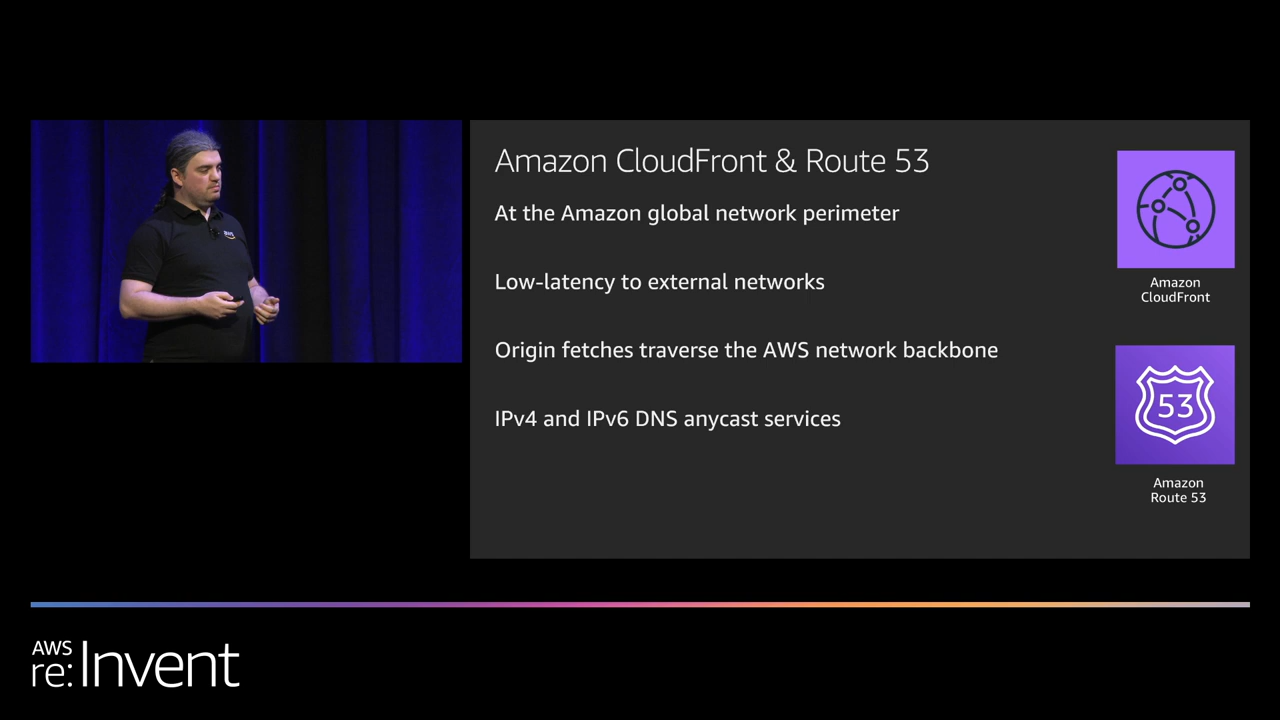 Amazon CloudFront & Route 53
At the Amazon global network perimeter
Low-latency to external networks
Origin fetches traverse the AWS network backbone
IPv4 and IPv6 DNS anycast services
Amazon
CloudFront
53
Amazon
Route 53
aws
AWS
re:Invent